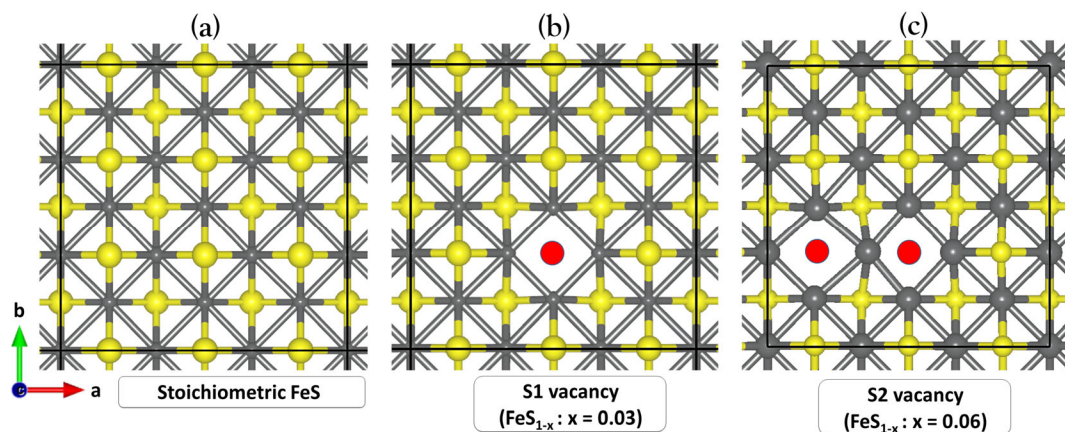 (a)
(b)
(c)
b
a
c
Stoichiometric FeS
S1 vacancy
(FeS1-x : x = 0.03)
S2 vacancy
(FeS1-x : x = 0.06)